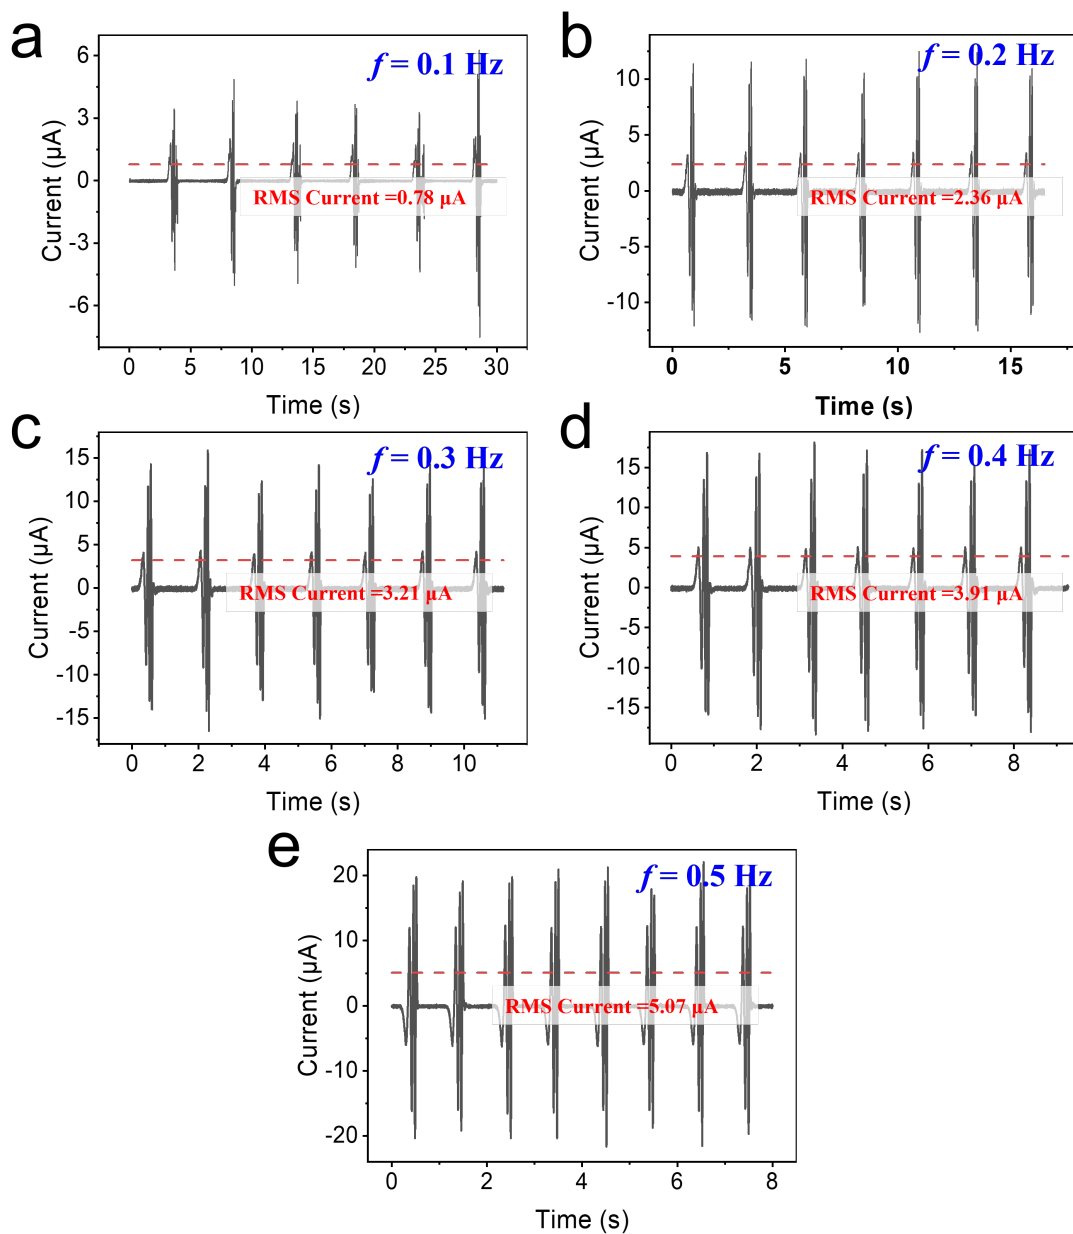 a
f = 0.1 Hz
6
3
0
-3
-6
Current (µA)
RMS Current =0.78 µA
0 5 10 15 20 25 30
Time (s)
b
f = 0.2 Hz
10
5
0
-5
-10
Current (µA)
RMS Current =2.36 µA
0 5 10 15
Time (s)
c
f = 0.3 Hz
15
10
5
0
-5
-10
-15
Current (µA)
RMS Current =3.21 µA
0 2 4 6 8 10
Time (s)
d
f = 0.4 Hz
15
10
5
0
-5
-10
-15
Current (µA)
RMS Current =3.91 µA
0 2 4 6 8
Time (s)
e
f = 0.5 Hz
20
10
0
-10
-20
Current (µA)
RMS Current =5.07 µA
0 2 4 6 8
Time (s)